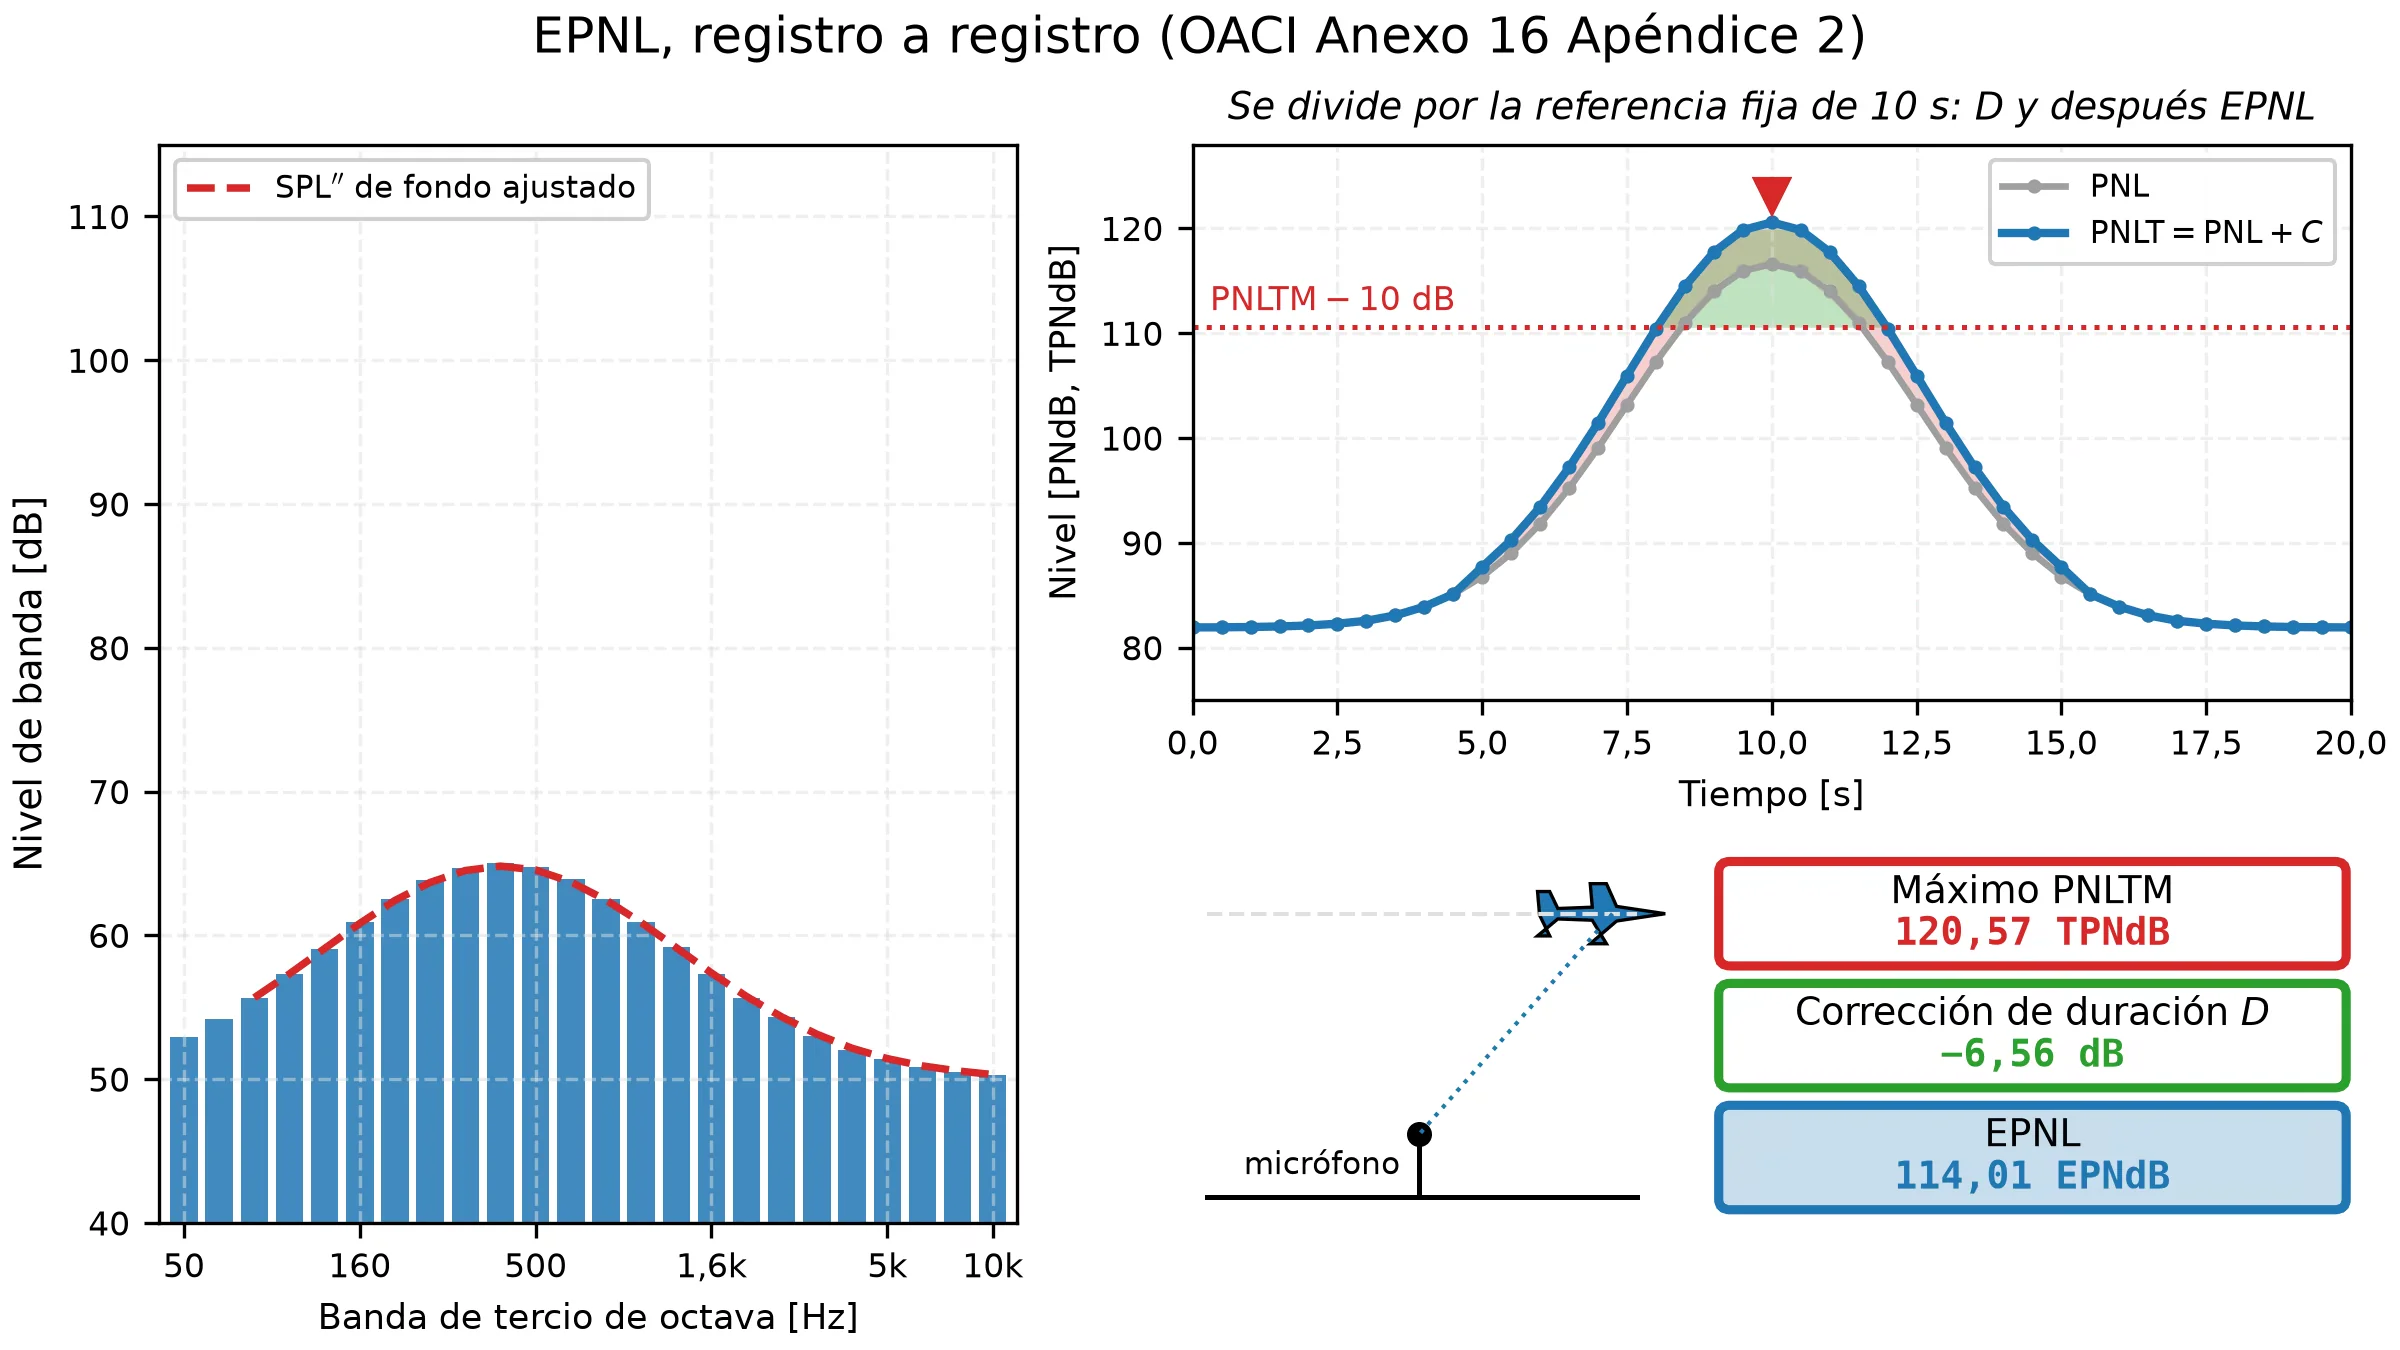 EPNL, registro a registro (OACI Anexo 16 Apéndice 2)
SPL″ de fondo ajustado
110
100
90
80
70
60
50
40
Nivel de banda [dB]
50 160 500 1,6k 5k 10k
Banda de tercio de octava [Hz]
Se divide por la referencia fija de 10 s: D y después EPNL
PNL
PNLT = PNL + C
PNLTM − 10 dB
120
110
100
90
80
Nivel [PNdB, TPNdB]
0,0 2,5 5,0 7,5 10,0 12,5 15,0 17,5 20,0
Tiempo [s]
micrófono
Máximo PNLTM
120,57 TPNdB
Corrección de duración D
−6,56 dB
EPNL
114,01 EPNdB